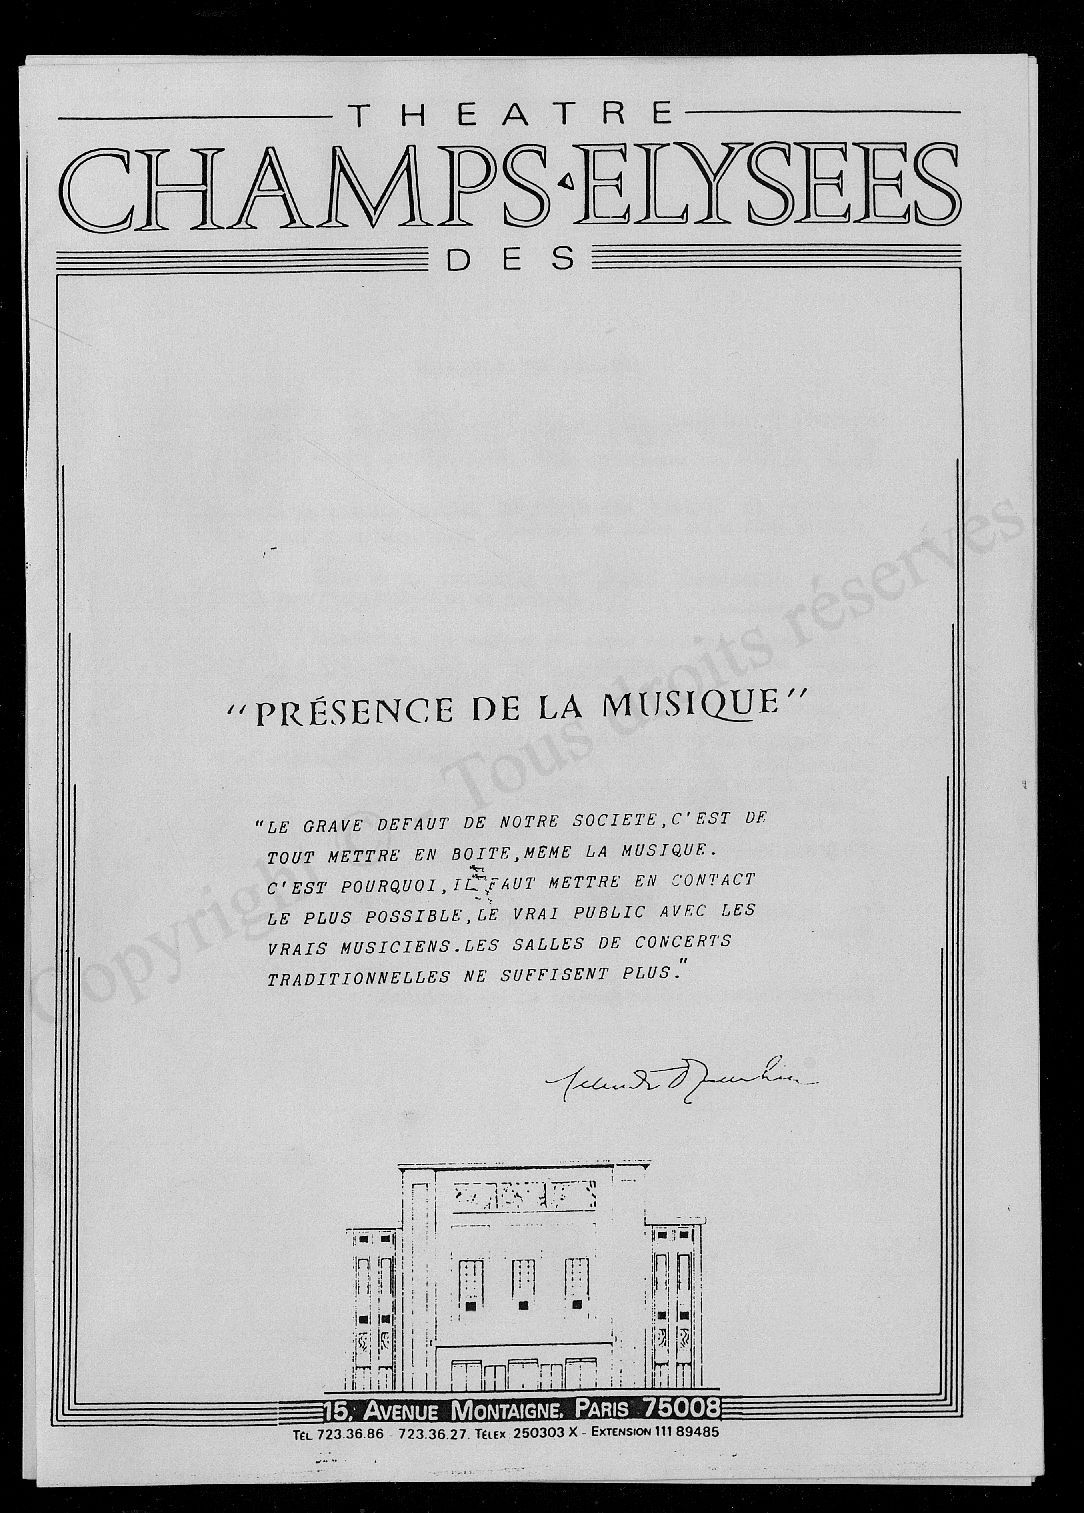 THEATRE
CHAMPS·ELYSEES
DES
"PRÉSENCE DE LA MUSIQUE"
"LE GRAVE DEFAUT DE NOTRE SOCIETE,C'EST DE
TOUT METTRE EN BOITE,MEME LA MUSIQUE.
C'EST POURQUOI,IL FAUT METTRE EN CONTACT
LE PLUS POSSIBLE,LE VRAI PUBLIC AVEC LES
VRAIS MUSICIENS.LES SALLES DE CONCERTS
TRADITIONNELLES NE SUFFISENT PLUS."
15, AVENUE MONTAIGNE, PARIS 75008
TÉL 723.36.86 - 723.36.27. TÉLEX 250303 X - EXTENSION 111 89485
Copyright © - Tous droits réservés